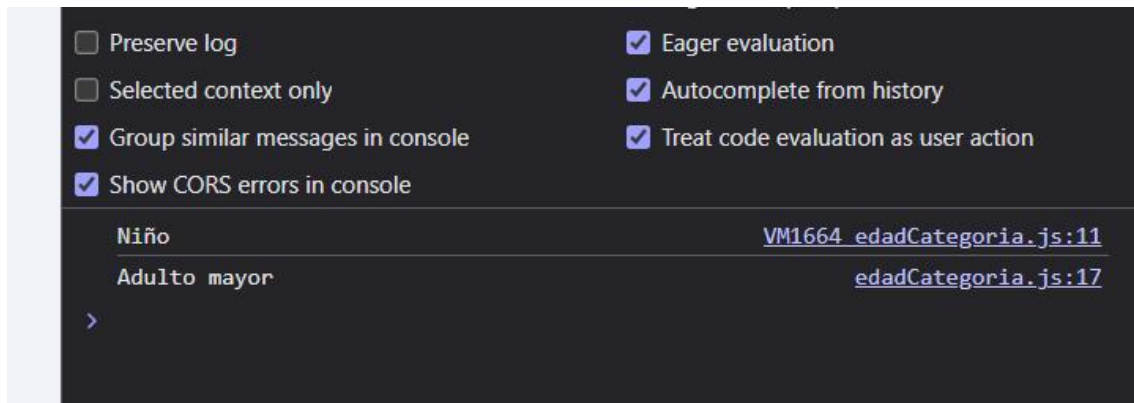 Preserve log
Eager evaluation
Selected context only
Autocomplete from history
Group similar messages in console
Treat code evaluation as user action
Show CORS errors in console
Niño VM1664 edadCategoria.js:11
Adulto mayor edadCategoria.js:17
>